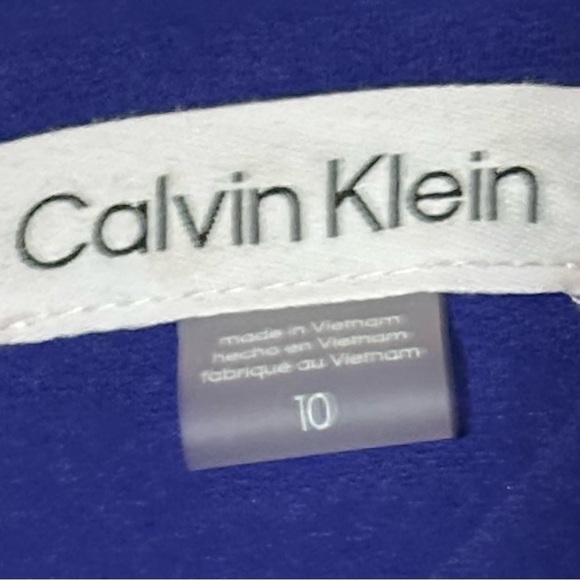 Calvin Klein
made in Vietnam
hecho en Vietnam
fabriqué au Vietnam
10